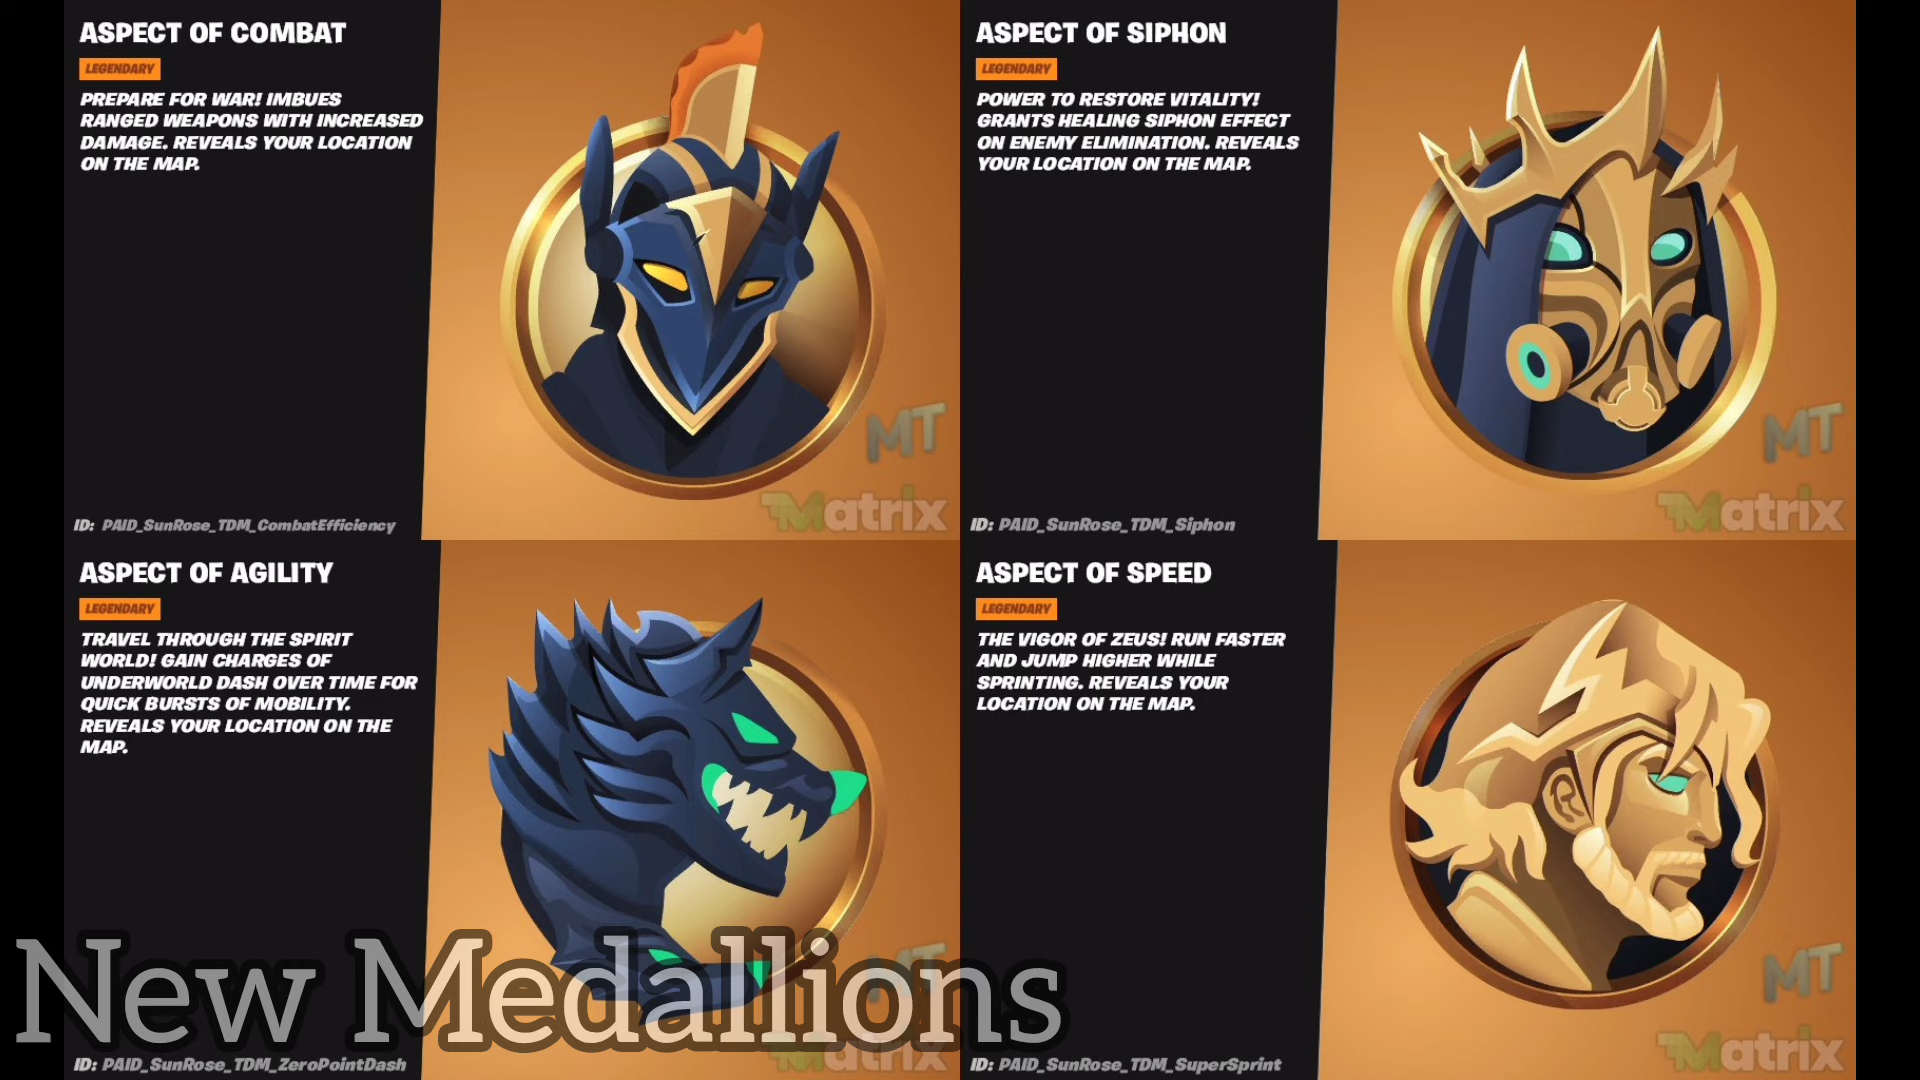 ASPECT OF COMBAT
LEGENDARY
PREPARE FOR WAR! IMBUES
RANGED WEAPONS WITH INCREASED
DAMAGE. REVEALS YOUR LOCATION
ON THE MAP.
MT
Matrix
ID: PAID_SunRose_TDM_CombatEfficiency
ASPECT OF SIPHON
LEGENDARY
POWER TO RESTORE VITALITY!
GRANTS HEALING SIPHON EFFECT
ON ENEMY ELIMINATION. REVEALS
YOUR LOCATION ON THE MAP.
MT
Matrix
ID: PAID_SunRose_TDM_Siphon
ASPECT OF AGILITY
LEGENDARY
TRAVEL THROUGH THE SPIRIT
WORLD! GAIN CHARGES OF
UNDERWORLD DASH OVER TIME FOR
QUICK BURSTS OF MOBILITY.
REVEALS YOUR LOCATION ON THE
MAP.
MT
Matrix
ID: PAID_SunRose_TDM_ZeroPointDash
ASPECT OF SPEED
LEGENDARY
THE VIGOR OF ZEUS! RUN FASTER
AND JUMP HIGHER WHILE
SPRINTING. REVEALS YOUR
LOCATION ON THE MAP.
MT
Matrix
ID: PAID_SunRose_TDM_SuperSprint
New Medallions